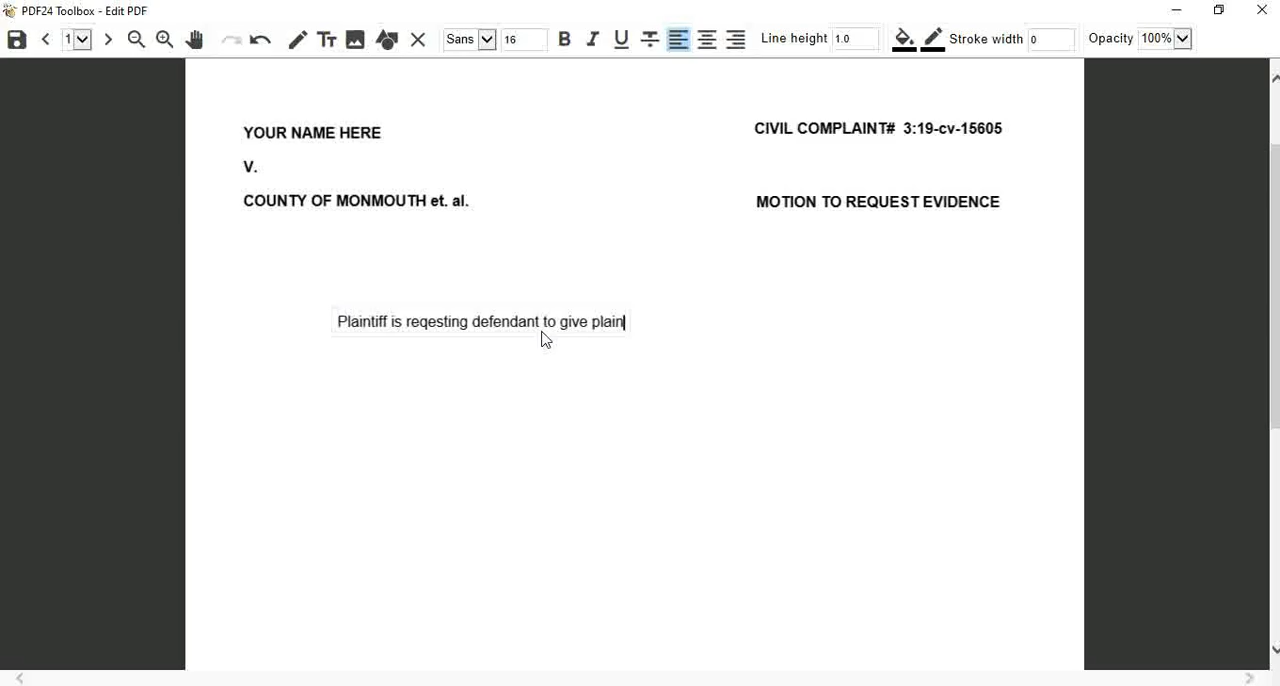 PDF24 Toolbox - Edit PDF
1 Sans 16 B I U Line height 1.0 Stroke width 0 Opacity 100%
YOUR NAME HERE
CIVIL COMPLAINT# 3:19-cv-15605
V.
COUNTY OF MONMOUTH et. al.
MOTION TO REQUEST EVIDENCE
Plaintiff is reqesting defendant to give plain